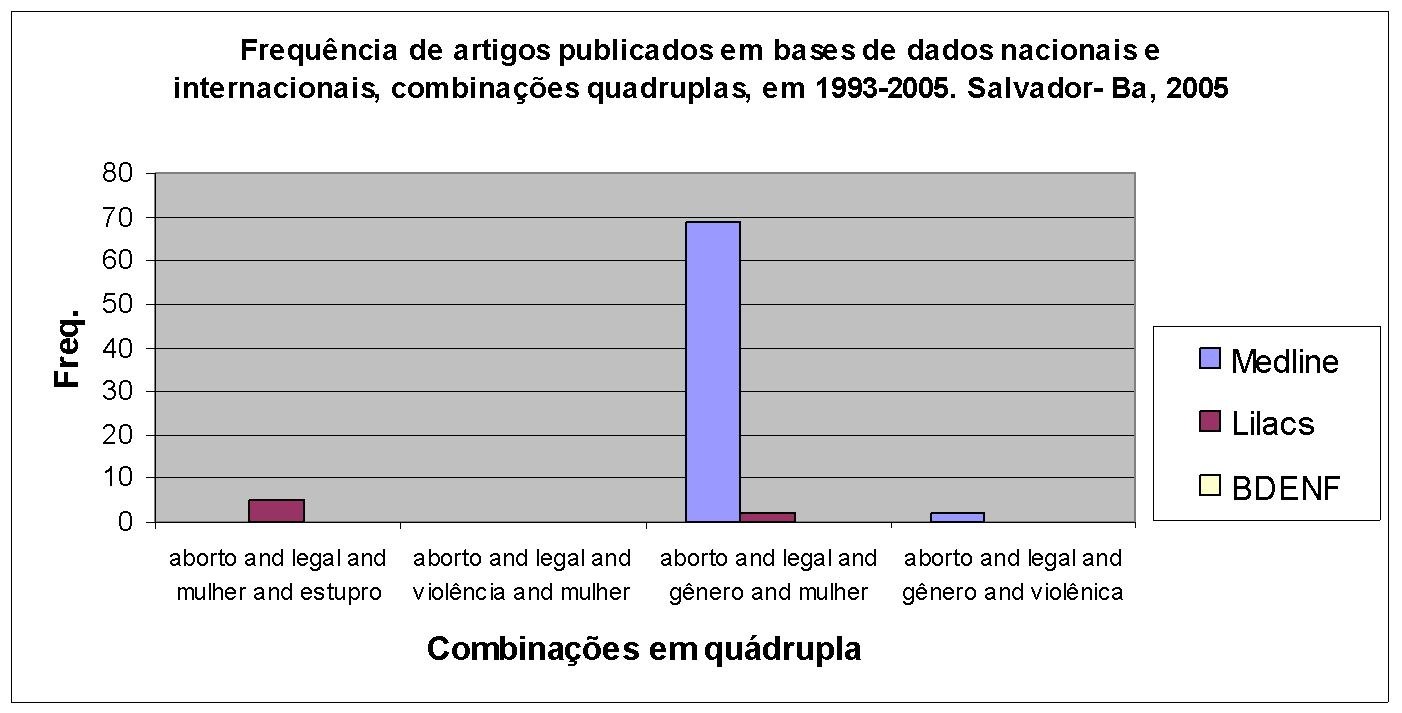 Frequência de artigos publicados em bases de dados nacionais e
internacionais, combinações quadruplas, em 1993-2005. Salvador- Ba, 2005
80
70
60
50
40
30
20
10
0
Freq.
aborto and legal and
mulher and estupro
aborto and legal and
violência and mulher
aborto and legal and
gênero and mulher
aborto and legal and
gênero and violênica
Combinações em quádrupla
Medline
Lilacs
BDENF